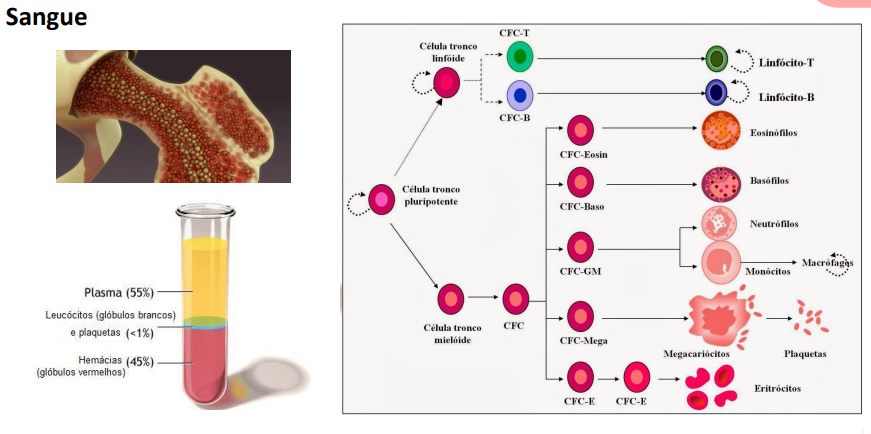 Sangue
Plasma (55%)
Leucócitos (glóbulos brancos)
e plaquetas (<1%)
Hemácias (45%)
(glóbulos vermelhos)
CFC-T
Célula tronco
linfóide
CFC-B
Linfócito-T
Linfócito-B
Célula tronco
pluripotente
CFC-Eosin
Eosinófilos
CFC-Baso
Basófilos
CFC-GM
Neutrófilos
Monócitos
Macrófages
Célula tronco
mielóide
CFC
CFC-Mega
Megacariócitos
Plaquetas
CFC-E
CFC-E
Eritrócitos